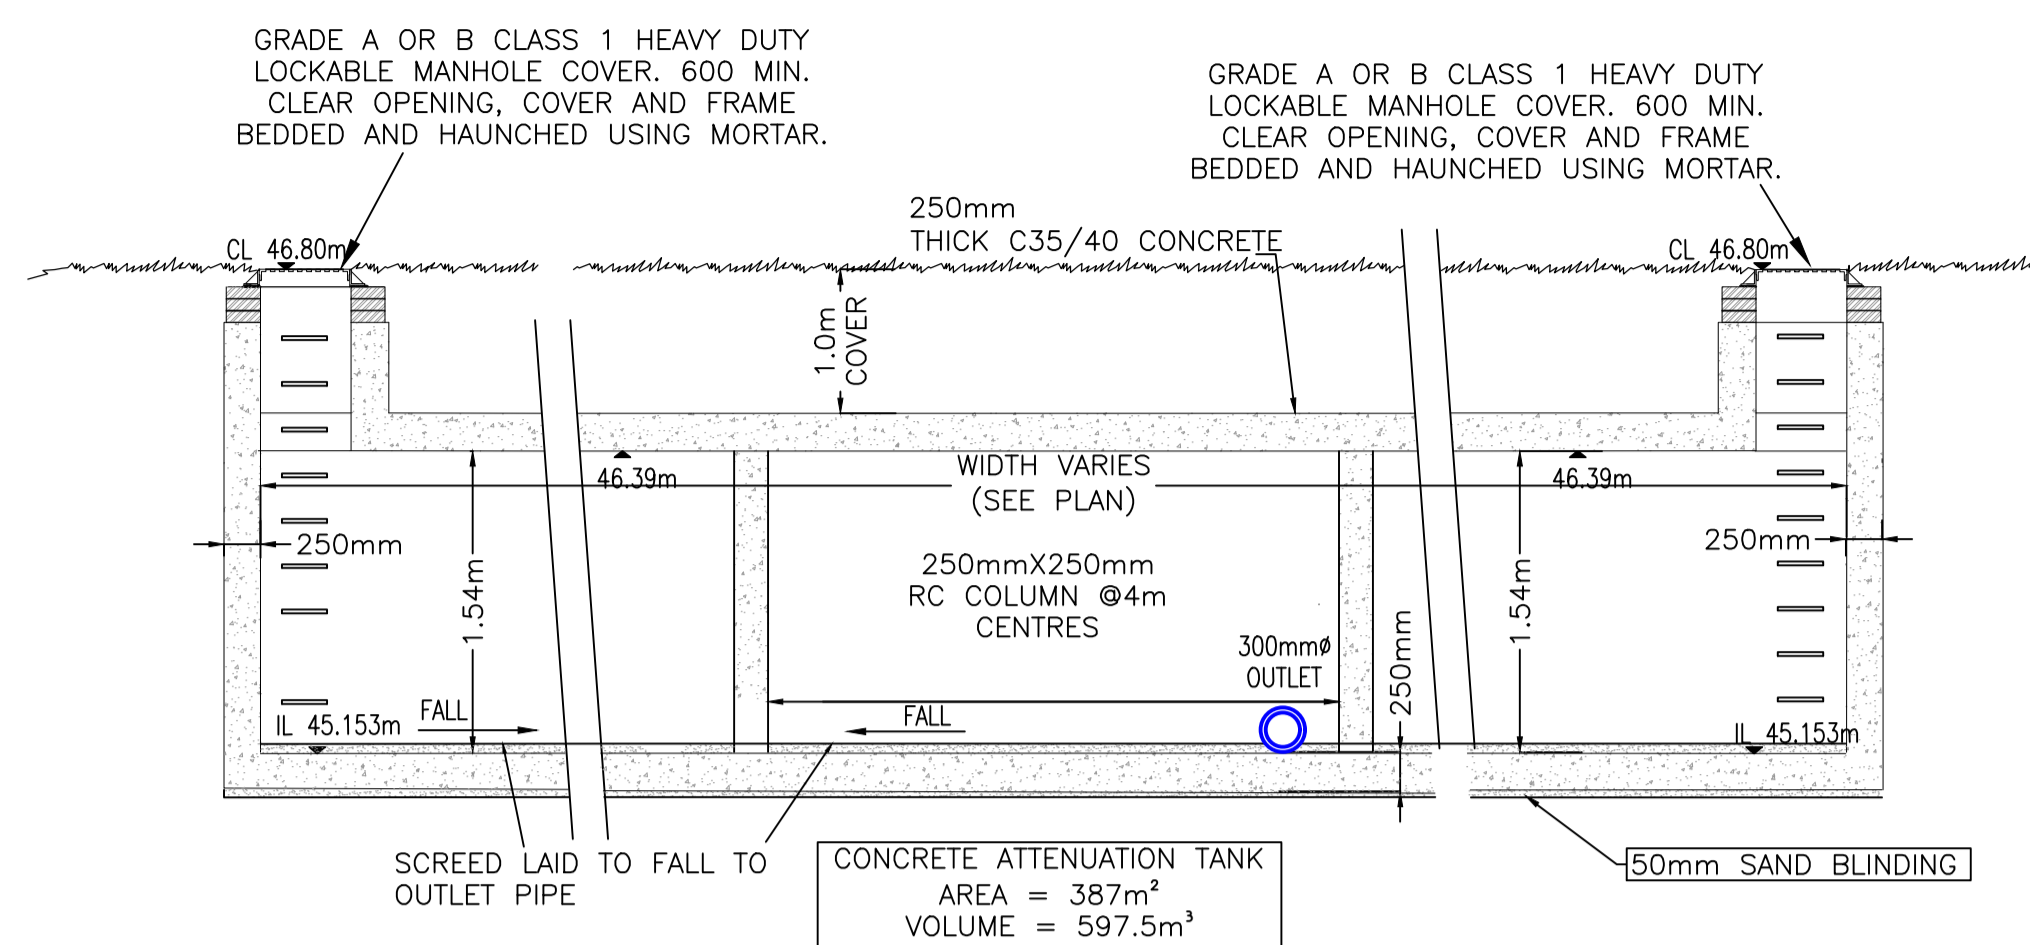 GRADE A OR B CLASS 1 HEAVY DUTY
LOCKABLE MANHOLE COVER. 600 MIN.
CLEAR OPENING, COVER AND FRAME
BEDDED AND HAUNCHED USING MORTAR.
GRADE A OR B CLASS 1 HEAVY DUTY
LOCKABLE MANHOLE COVER. 600 MIN.
CLEAR OPENING, COVER AND FRAME
BEDDED AND HAUNCHED USING MORTAR.
250mm
THICK C35/40 CONCRETE
CL 46.80m
CL 46.80m
1.0m
COVER
46.39m
WIDTH VARIES
(SEE PLAN)
46.39m
250mm
250mm
1.54m
250mmX250mm
RC COLUMN @4m
CENTRES
1.54m
300mmø
OUTLET
250mm
IL 45.153m
FALL
FALL
IL 45.153m
SCREED LAID TO FALL TO
OUTLET PIPE
CONCRETE ATTENUATION TANK
AREA = 387m²
VOLUME = 597.5m³
50mm SAND BLINDING